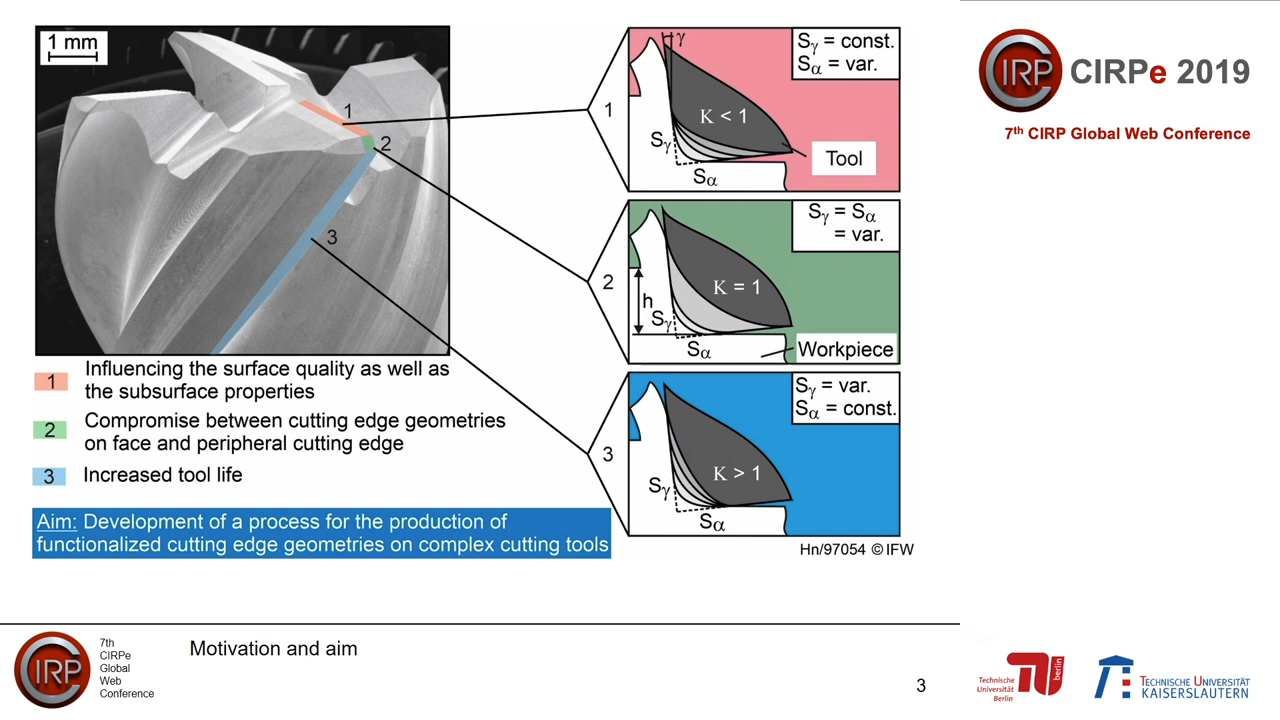 1 mm
1
2
3
1
γ
Sγ = const.
Sα = var.
K < 1
Sγ
Tool
Sα
2
Sγ = Sα
= var.
K = 1
h
Sγ
Sα
Workpiece
3
Sγ = var.
Sα = const.
K > 1
Sγ
Sα
Hn/97054 © IFW
1 Influencing the surface quality as well as
the subsurface properties
2 Compromise between cutting edge geometries
on face and peripheral cutting edge
3 Increased tool life
Aim: Development of a process for the production of
functionalized cutting edge geometries on complex cutting tools
CIRP
CIRPe 2019
7th CIRP Global Web Conference
CIRP
7th
CIRPe
Global
Web
Conference
Motivation and aim
3
Technische
Universität
Berlin
berlin
TECHNISCHE UNIVERSITÄT
KAISERSLAUTERN